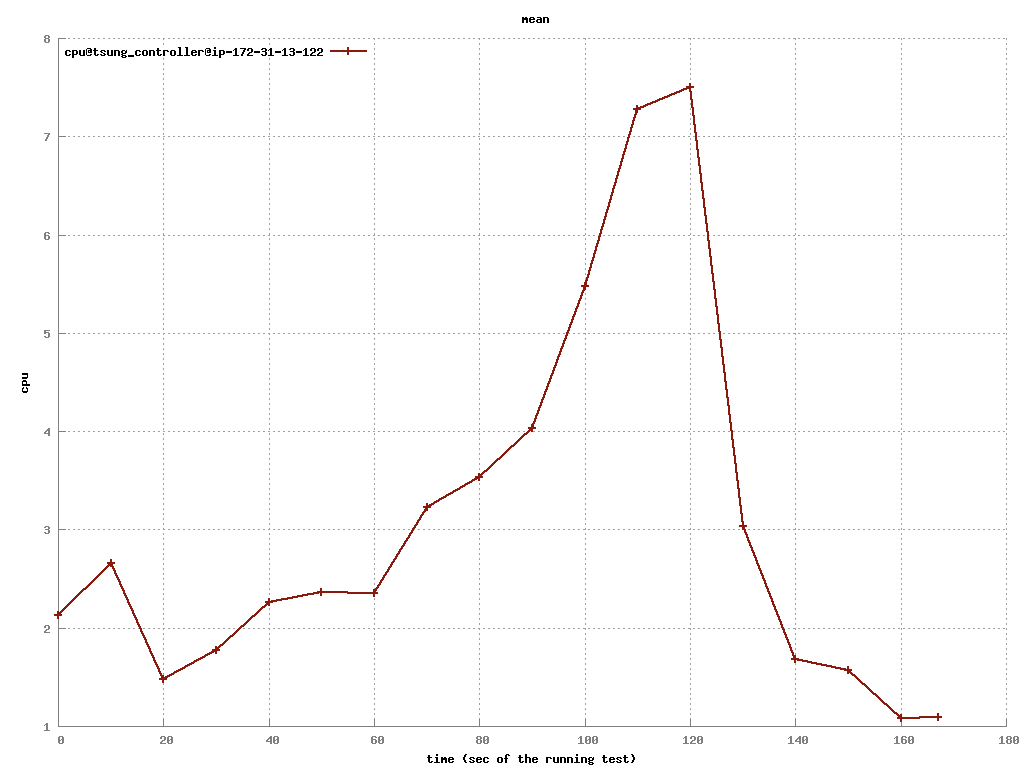 mean
cpu@tsung_controller@ip-172-31-13-122
8
7
6
5
4
3
2
1
cpu
0 20 40 60 80 100 120 140 160 180
time (sec of the running test)